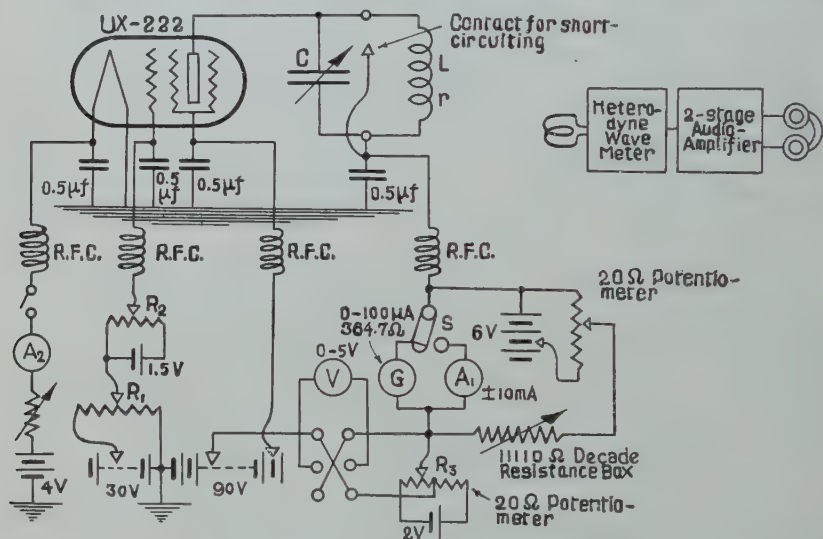 UX-222
Contact for short-
circuiting
C
L
r
Hetero-
dyne
Wave
Meter
2-stage
Audio-
Amplifier
0.5μf
0.5
μf
0.5μf
0.5μf
R.F.C.
R.F.C.
R.F.C.
R.F.C.
20Ω Potentio-
meter
R2
0-100μA
364.7Ω
S
6V
A2
1.5V
0-5V
V
G
A1
±10mA
R1
11110Ω Decade
Resistance Box
R3
4V
30V
90V
20Ω Potentio-
meter
2V